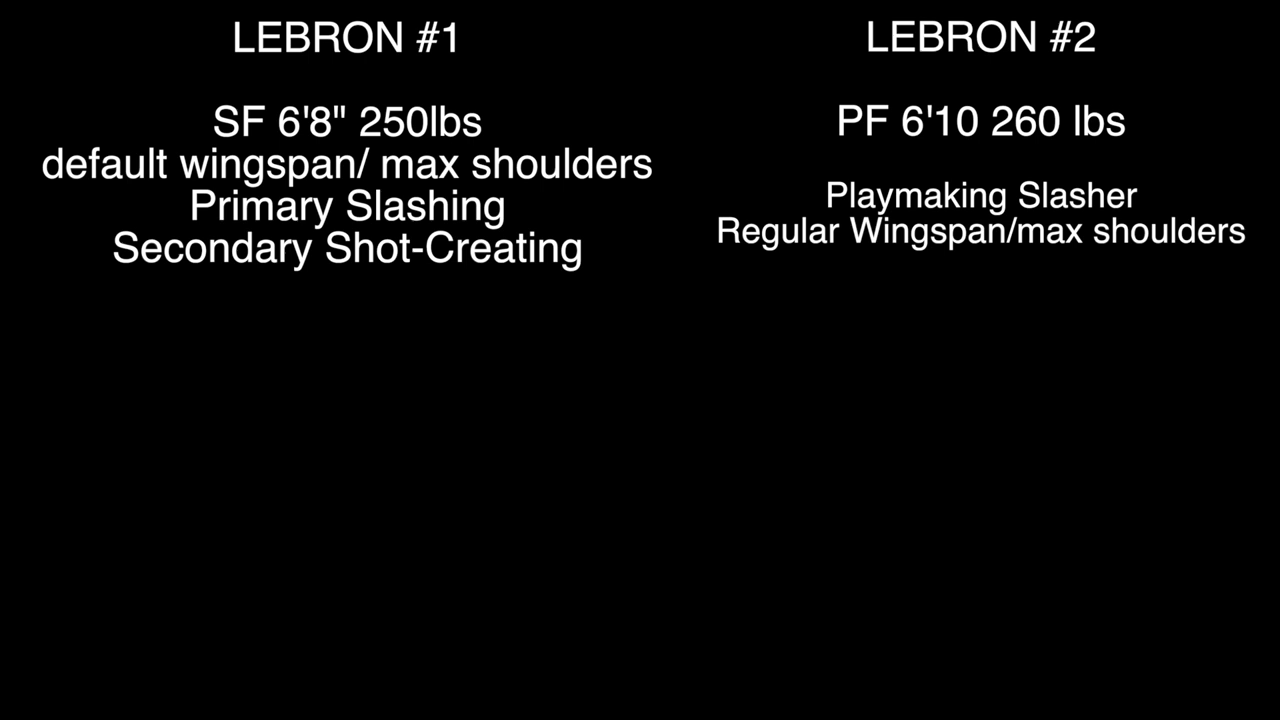 LEBRON #1
SF 6'8" 250lbs
default wingspan/ max shoulders
Primary Slashing
Secondary Shot-Creating
LEBRON #2
PF 6'10 260 lbs
Playmaking Slasher
Regular Wingspan/max shoulders